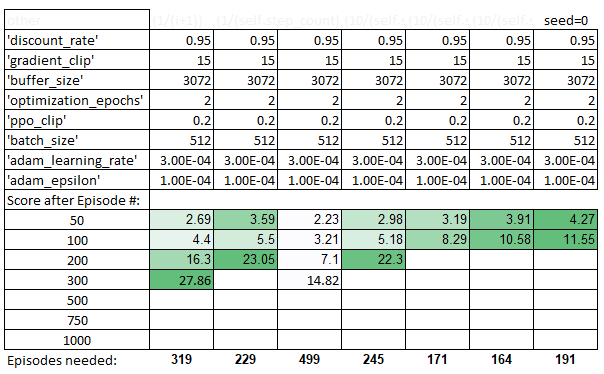 other (1/(i+1)) (1/(self.step_count) (10/(self.s (10/(self.s (10/(self.s seed=0
'discount_rate' 0.95 0.95 0.95 0.95 0.95 0.95 0.95
'gradient_clip' 15 15 15 15 15 15 15
'buffer_size' 3072 3072 3072 3072 3072 3072 3072
'optimization_epochs' 2 2 2 2 2 2 2
'ppo_clip' 0.2 0.2 0.2 0.2 0.2 0.2 0.2
'batch_size' 512 512 512 512 512 512 512
'adam_learning_rate' 3.00E-04 3.00E-04 3.00E-04 3.00E-04 3.00E-04 3.00E-04 3.00E-04
'adam_epsilon' 1.00E-04 1.00E-04 1.00E-04 1.00E-04 1.00E-04 1.00E-04 1.00E-04
Score after Episode #:
50 2.69 3.59 2.23 2.98 3.19 3.91 4.27
100 4.4 5.5 3.21 5.18 8.29 10.58 11.55
200 16.3 23.05 7.1 22.3
300 27.86 14.82
500
750
1000
Episodes needed: 319 229 499 245 171 164 191